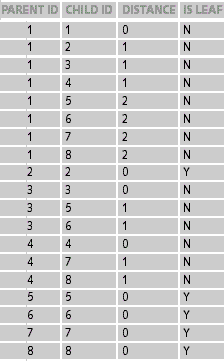 PARENT ID CHILD ID DISTANCE IS LEAF
1 1 0 N
1 2 1 N
1 3 1 N
1 4 1 N
1 5 2 N
1 6 2 N
1 7 2 N
1 8 2 N
2 2 0 Y
3 3 0 N
3 5 1 N
3 6 1 N
4 4 0 N
4 7 1 N
4 8 1 N
5 5 0 Y
6 6 0 Y
7 7 0 Y
8 8 0 Y